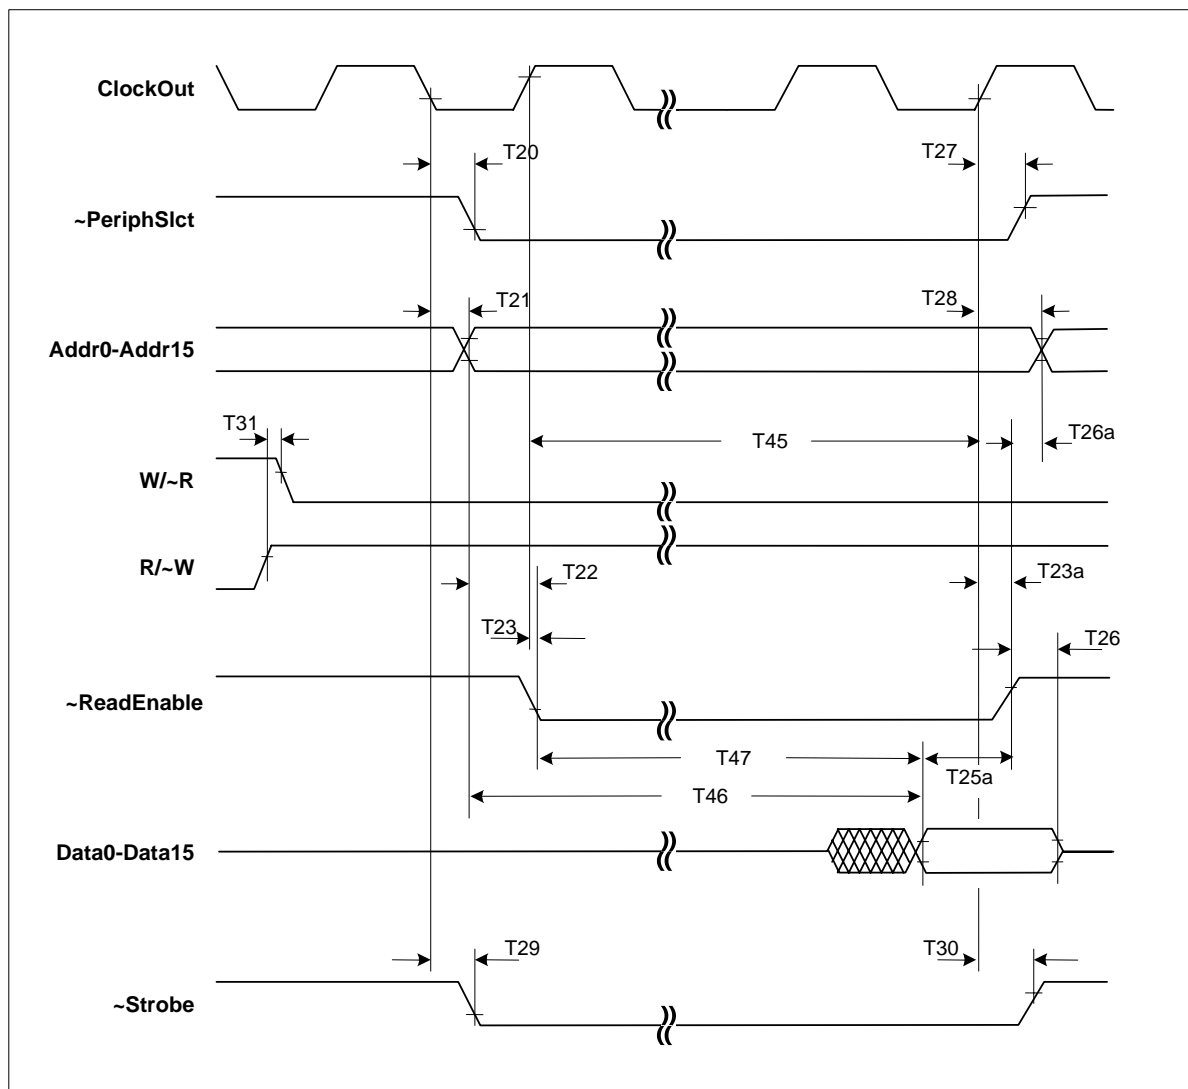 ClockOut
T20
T27
~PeriphSlct
T21
T28
Addr0-Addr15
T31
T45
T26a
W/~R
R/~W
T22
T23a
T23
T26
~ReadEnable
T47
T25a
T46
Data0-Data15
T29
T30
~Strobe